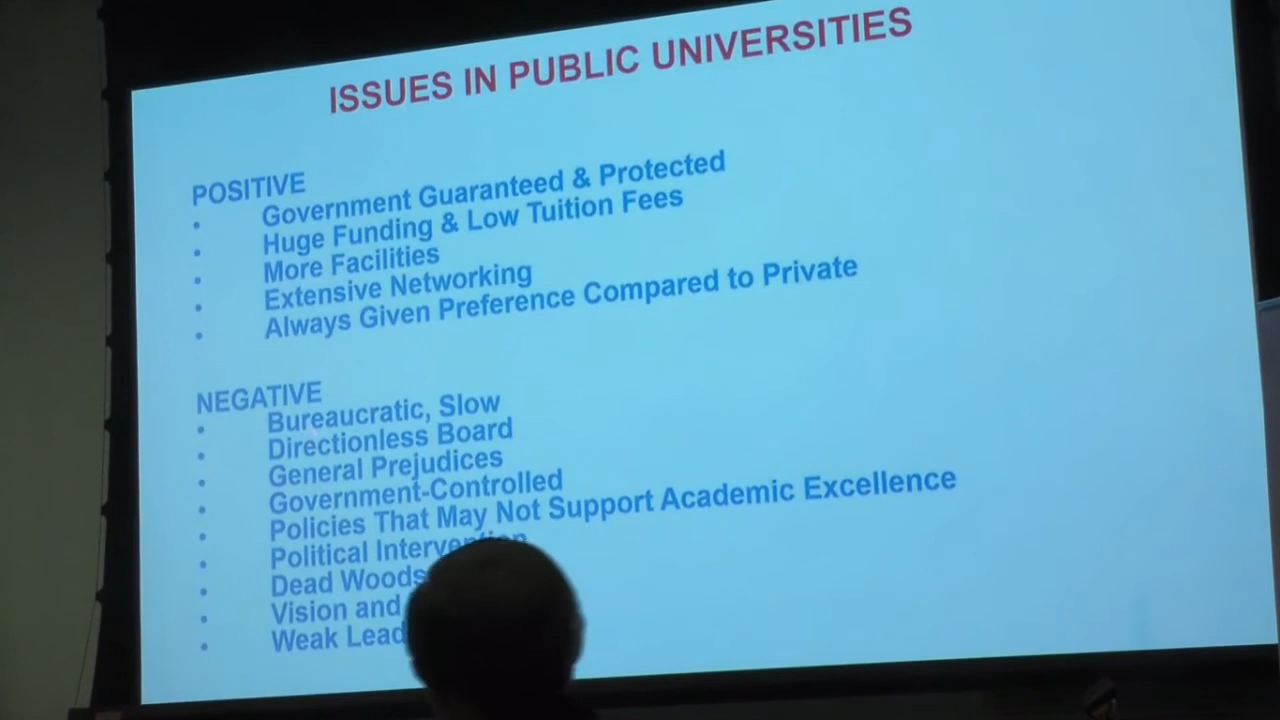 ISSUES IN PUBLIC UNIVERSITIES
POSITIVE
• Government Guaranteed & Protected
• Huge Funding & Low Tuition Fees
• More Facilities
• Extensive Networking
• Always Given Preference Compared to Private
NEGATIVE
• Bureaucratic, Slow
• Directionless Board
• General Prejudices
• Government-Controlled
• Policies That May Not Support Academic Excellence
• Political Intervention
• Dead Woods
• Vision and
• Weak